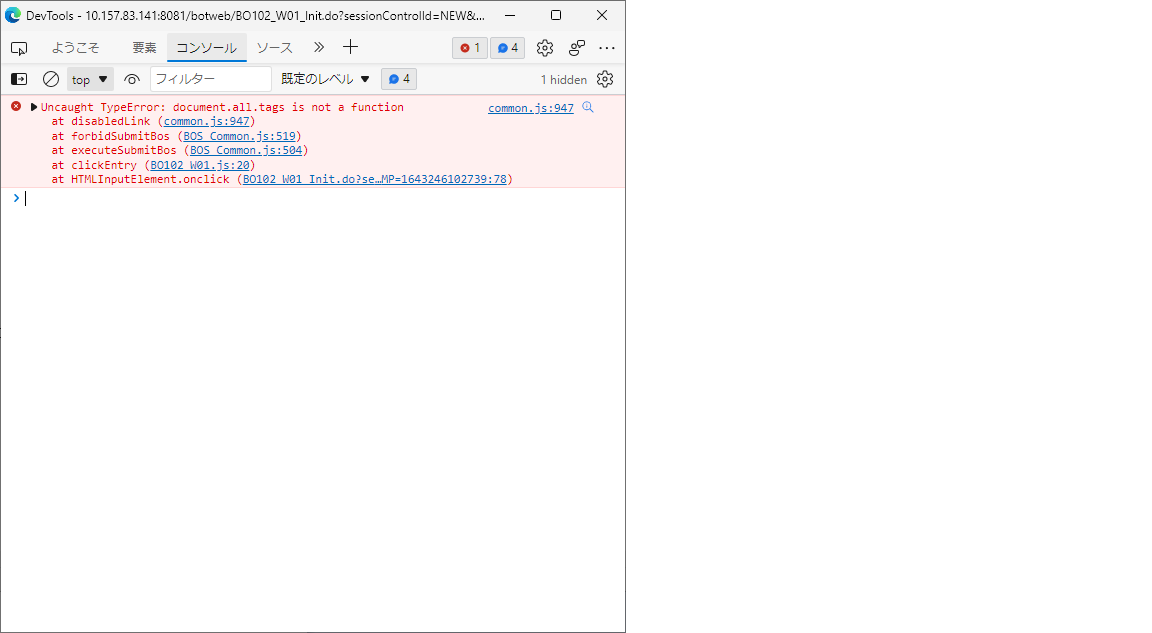 DevTools - 10.157.83.141:8081/botweb/BO102_W01_Init.do?sessionControlId=NEW&...
ようこそ 要素 コンソール ソース 1 4
top フィルター 既定のレベル 4 1 hidden
Uncaught TypeError: document.all.tags is not a function common.js:947
at disabledLink (common.js:947)
at forbidSubmitBos (BOS_Common.js:519)
at executeSubmitBos (BOS_Common.js:504)
at clickEntry (BO102_W01.js:20)
at HTMLInputElement.onclick (BO102_W01_Init.do?se…MP=1643246102739:78)